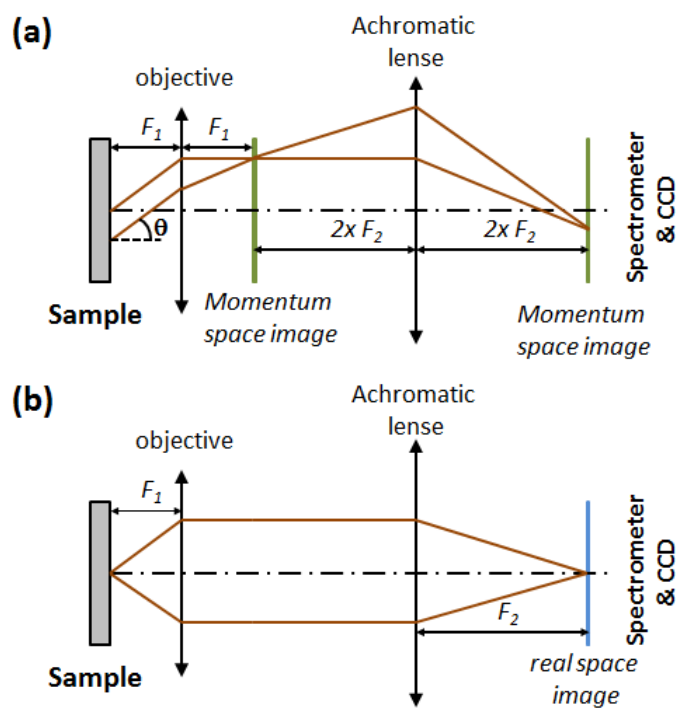 (a)
Achromatic
lense
objective
F1
F1
θ
2x F2
2x F2
Sample
Momentum
space image
Momentum
space image
Spectrometer
& CCD
(b)
Achromatic
lense
objective
F1
F2
Sample
real space
image
Spectrometer
& CCD